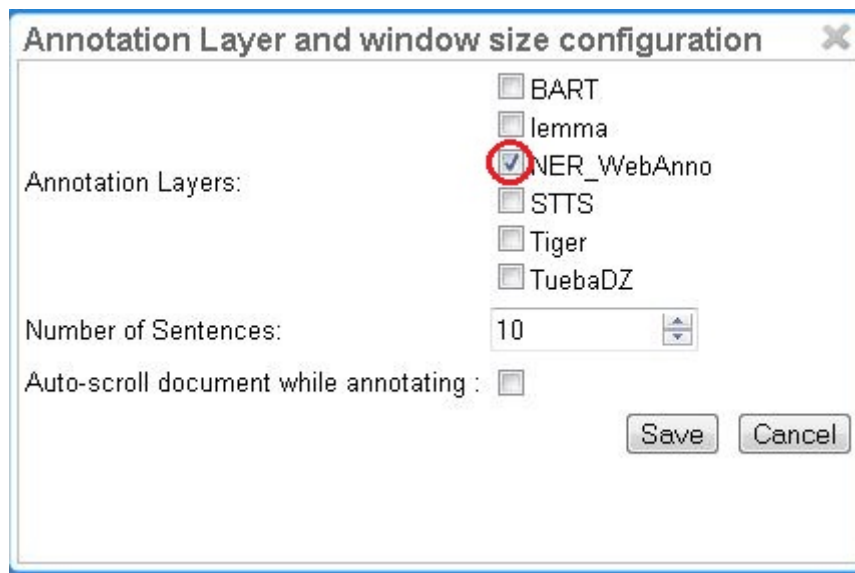 Annotation Layer and window size configuration
BART
lemma
Annotation Layers:
NER_WebAnno
STTS
Tiger
TuebaDZ
Number of Sentences: 10
Auto-scroll document while annotating :
Save Cancel